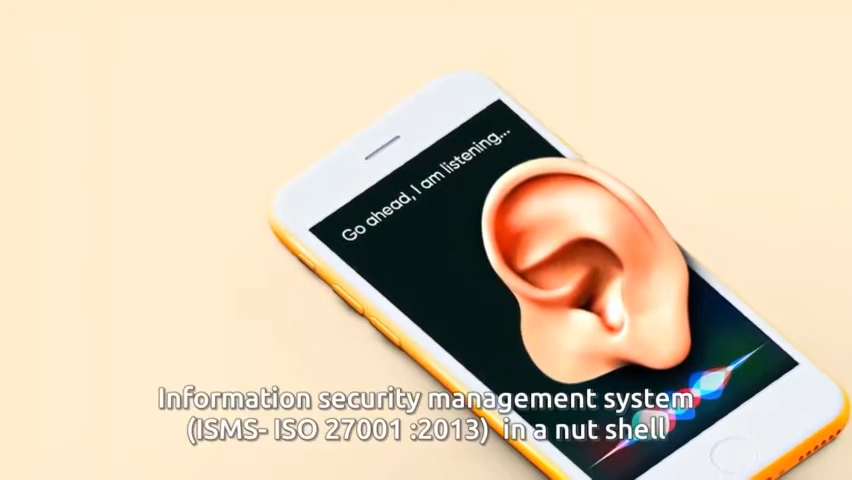 Go ahead, I am listening...
Information security management system
(ISMS- ISO 27001 :2013)  in a nut shell